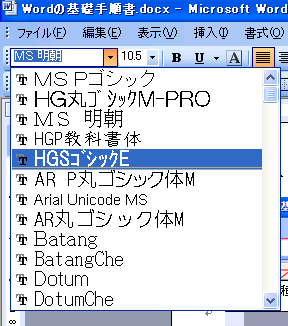 Wordの基礎手順書.docx - Microsoft Word
ファイル(F) 編集(E) 表示(V) 挿入(I) 書式(O)
MS 明朝 10.5 B U A
MS Pゴシック
HG丸ゴシックM-PRO
MS 明朝
HGP教科書体
HGSゴシックE
AR P丸ゴシック体M
Arial Unicode MS
AR丸ゴシック体M
Batang
BatangChe
Dotum
DotumChe